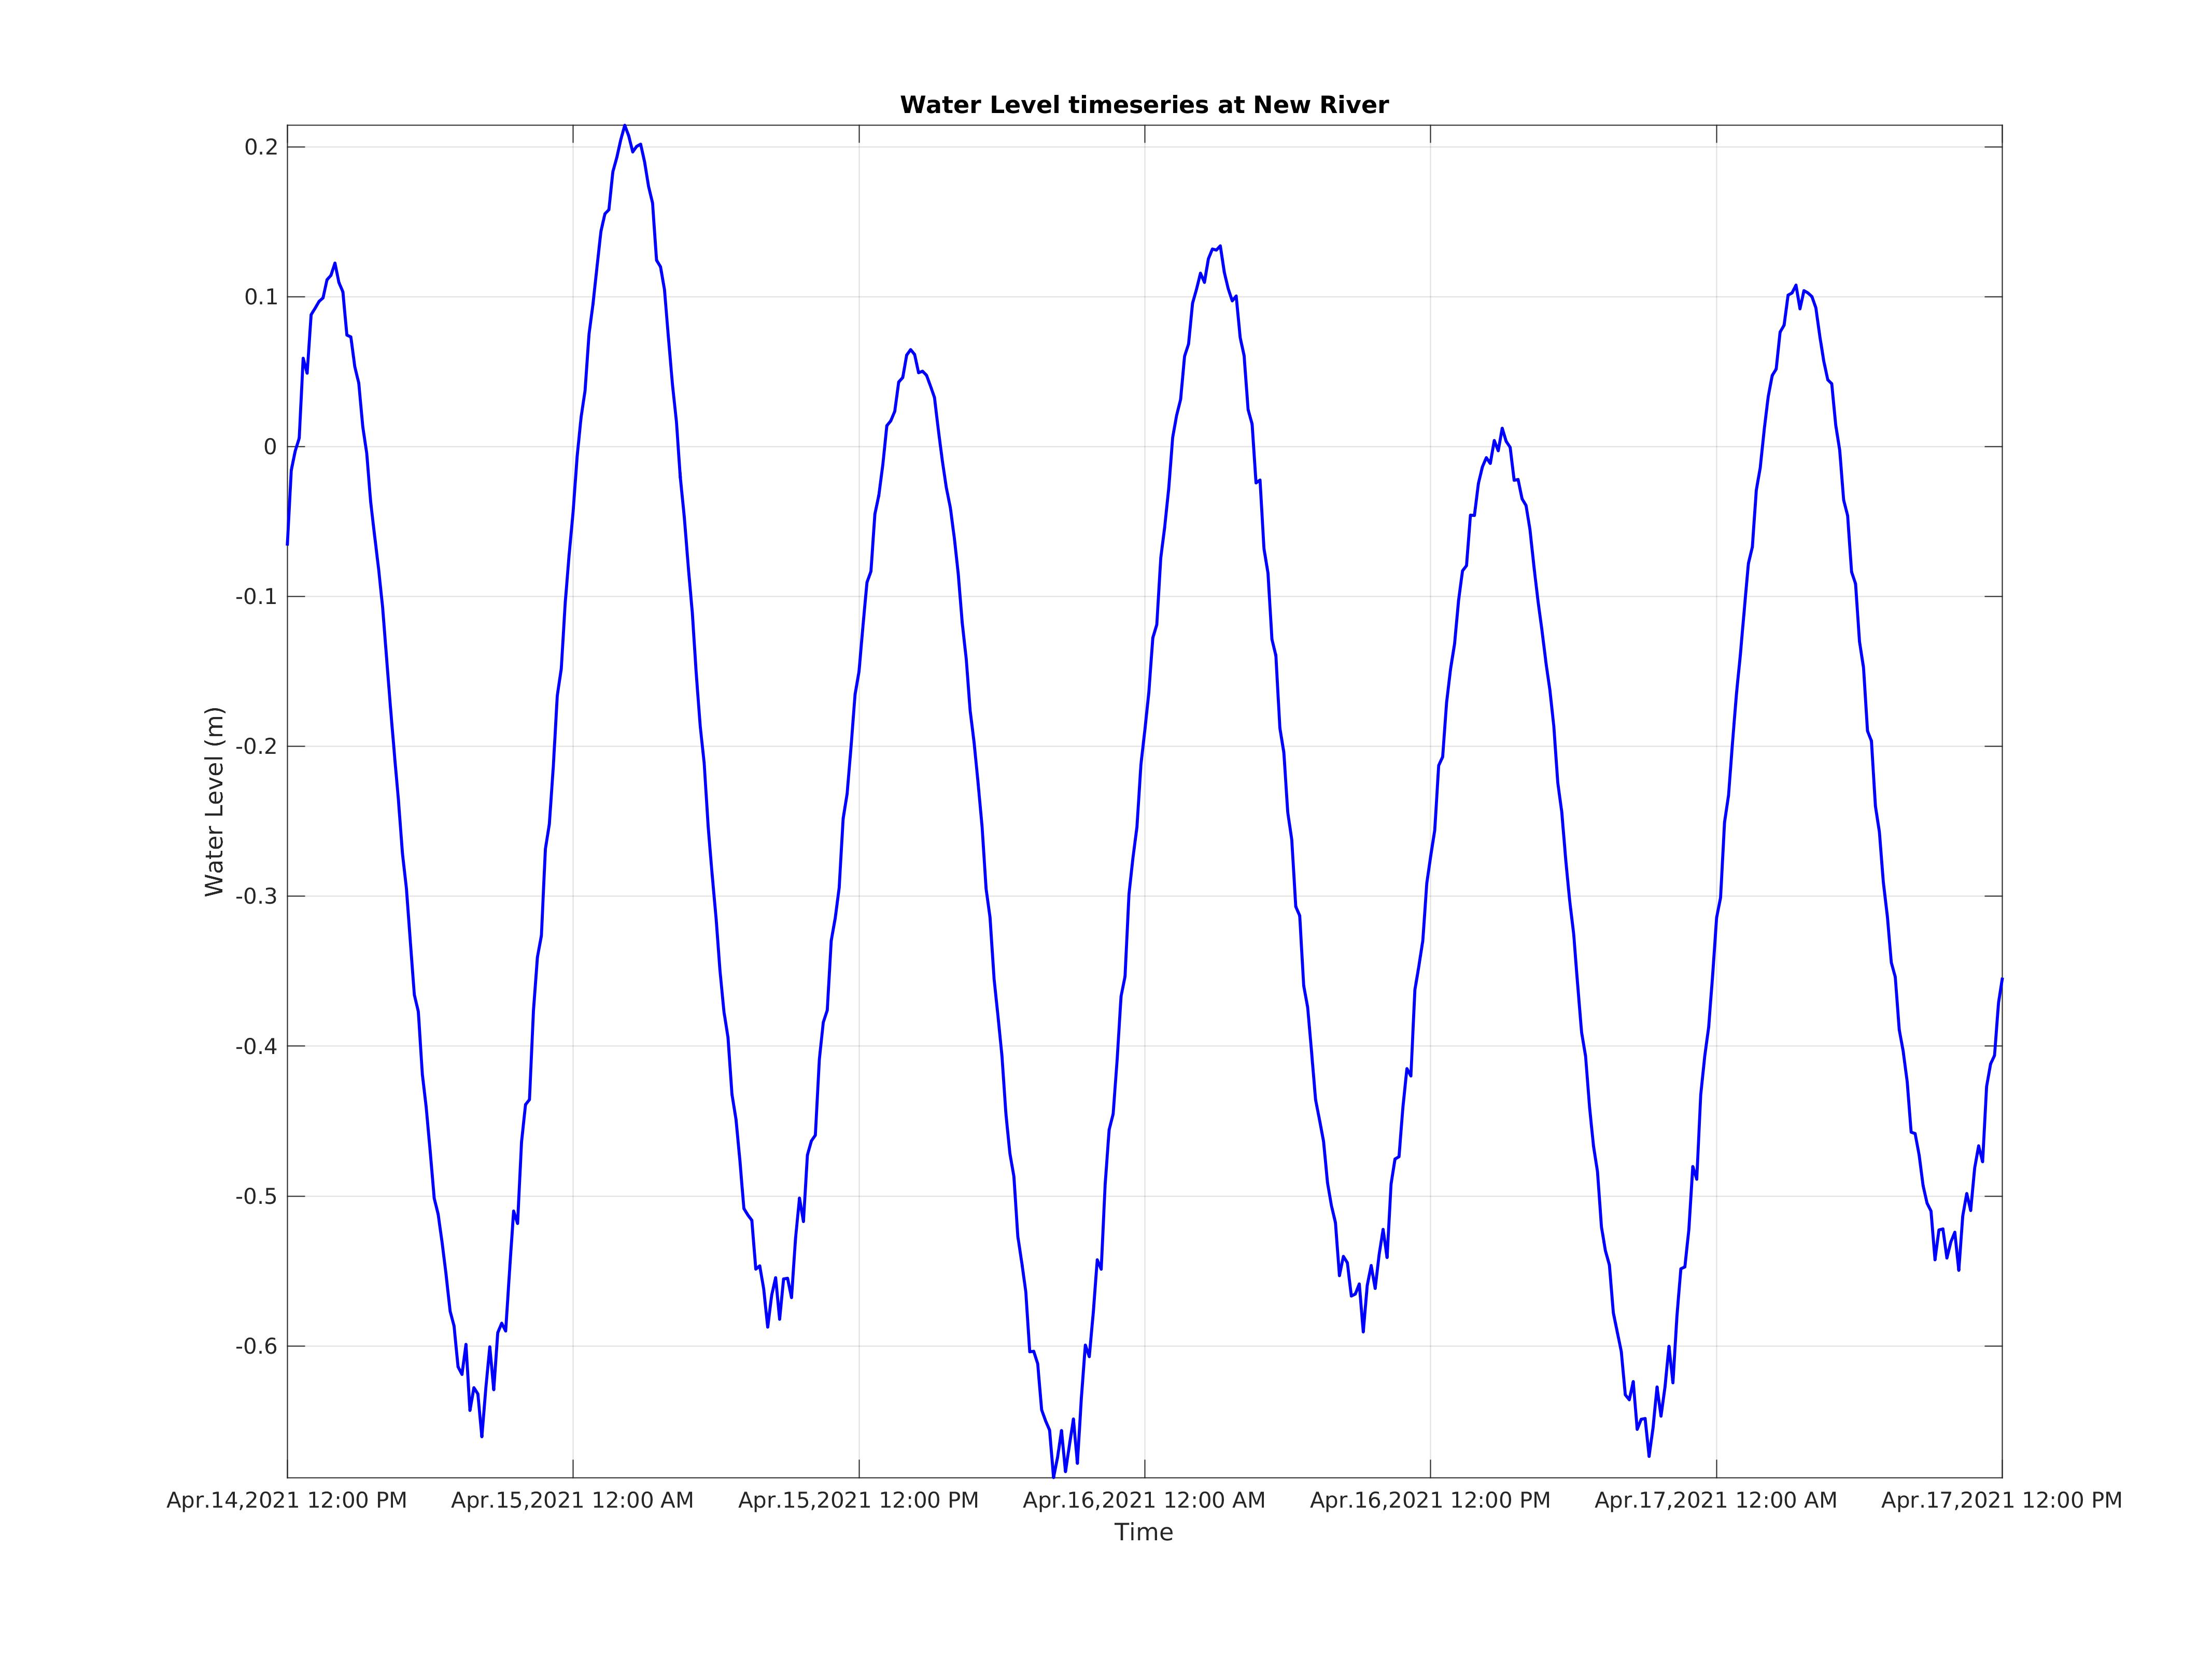 Water Level timeseries at New River
0.2
0.1
0
-0.1
-0.2
-0.3
-0.4
-0.5
-0.6
Water Level (m)
Apr.14,2021 12:00 PM
Apr.15,2021 12:00 AM
Apr.15,2021 12:00 PM
Apr.16,2021 12:00 AM
Apr.16,2021 12:00 PM
Apr.17,2021 12:00 AM
Apr.17,2021 12:00 PM
Time